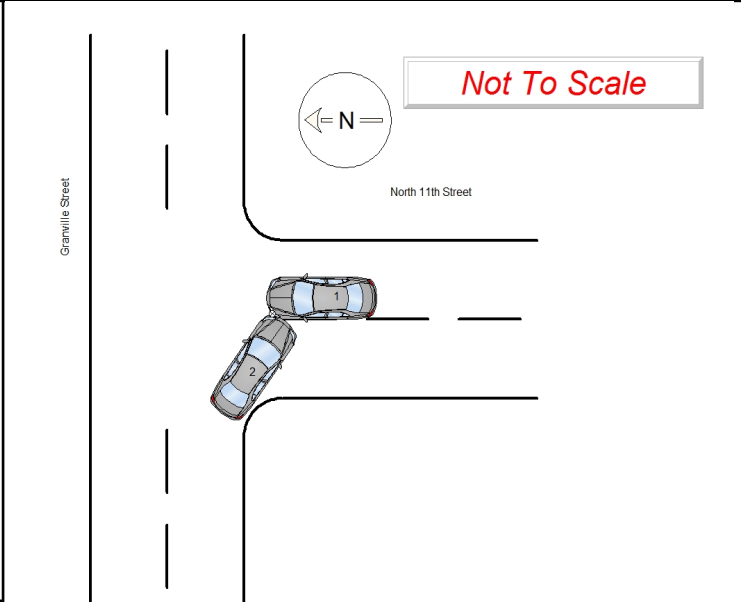 Not To Scale
N
North 11th Street
Granville Street
1
2